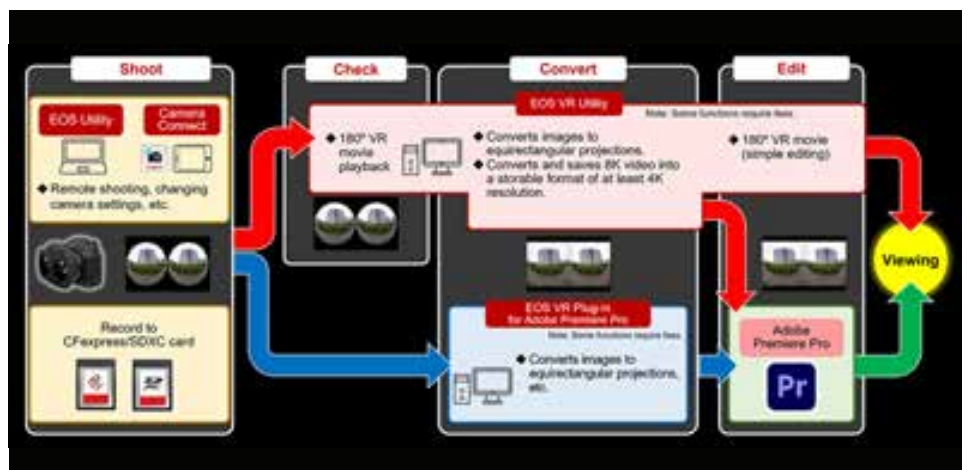 Shoot
Check
Convert
Edit
EOS Utility
Camera
Connect
◆ Remote shooting, changing
camera settings, etc.
Record to
CFexpress/SDXC card
EOS VR Utility
Note: Some functions require fees.
◆ 180° VR
movie
playback
◆ Converts images to
equirectangular projections.
◆ Converts and saves 8K video into
a storable format of at least 4K
resolution.
◆ 180° VR movie
(simple editing)
EOS VR Plug-in
for Adobe Premiere Pro
Note: Some functions require fees.
◆ Converts images to
equirectangular projections,
etc.
Adobe
Premiere Pro
Pr
Viewing